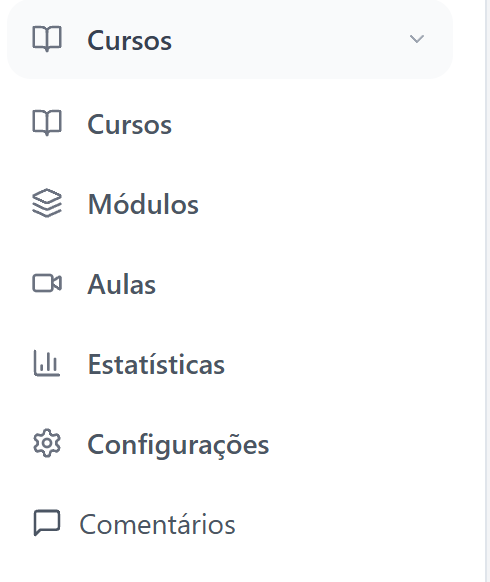 Cursos
Cursos
Módulos
Aulas
Estatísticas
Configurações
Comentários